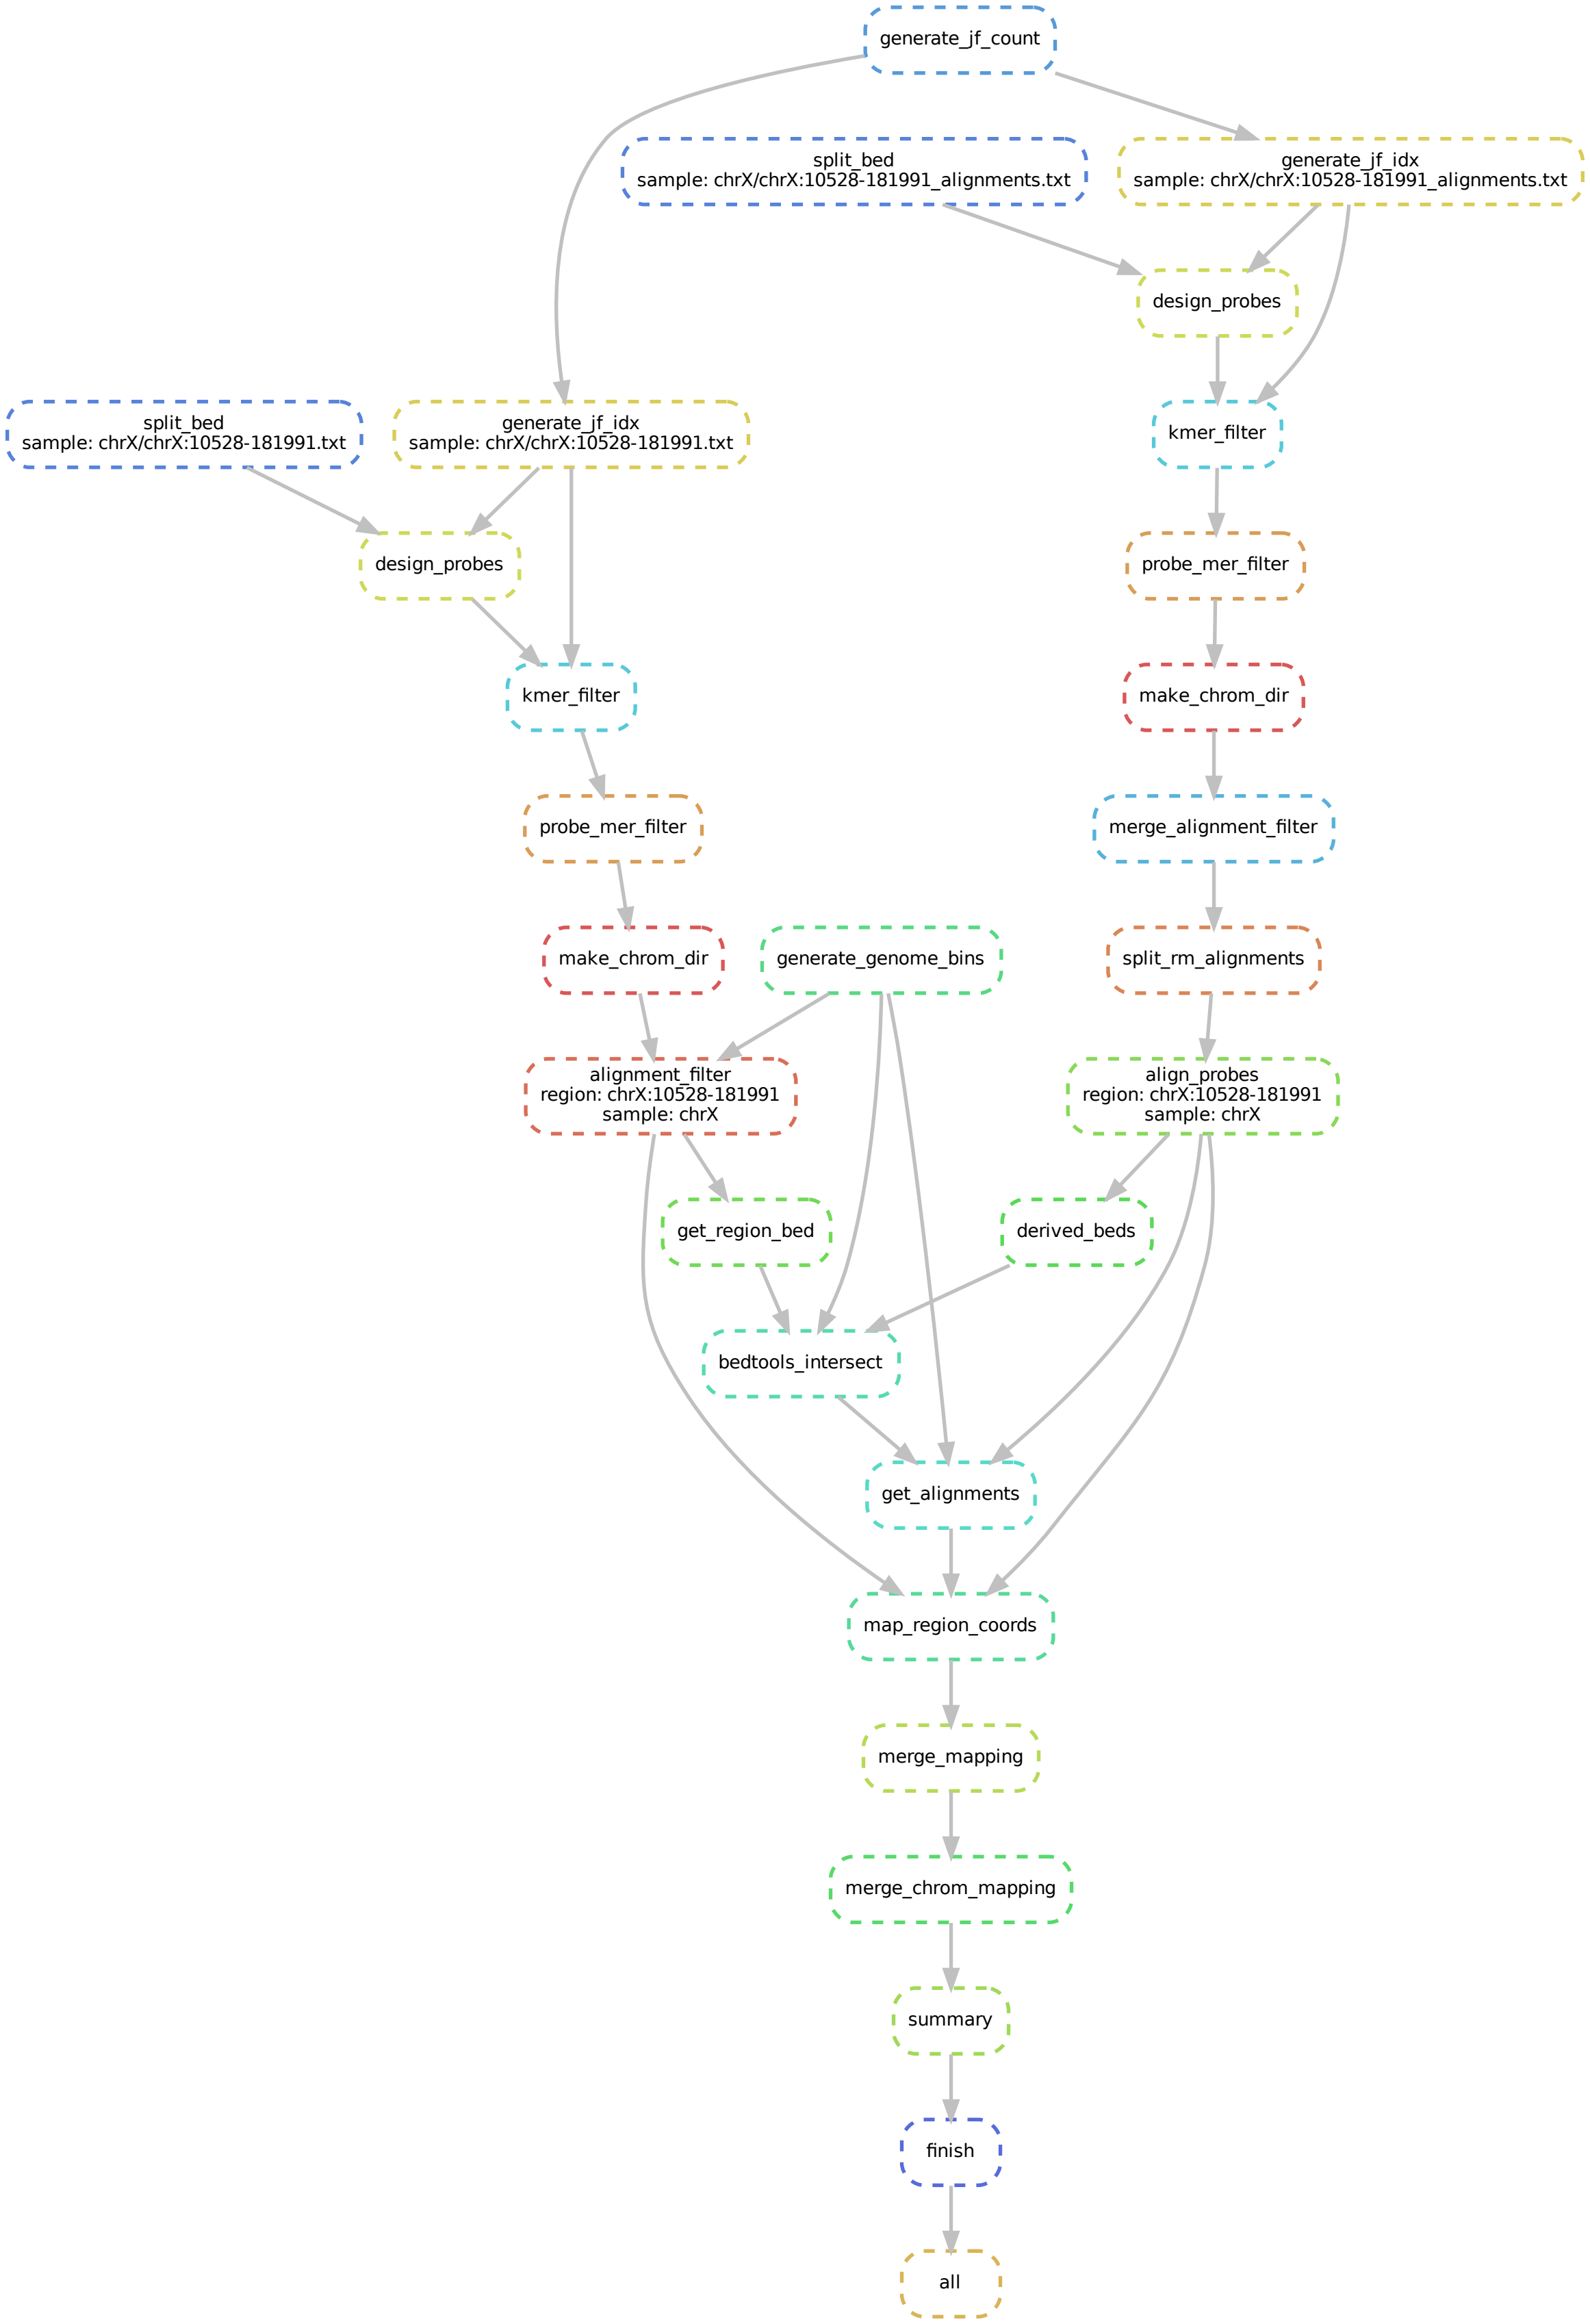 generate_jf_count
split_bed
sample: chrX/chrX:10528-181991_alignments.txt
generate_jf_idx
sample: chrX/chrX:10528-181991_alignments.txt
design_probes
split_bed
sample: chrX/chrX:10528-181991.txt
generate_jf_idx
sample: chrX/chrX:10528-181991.txt
kmer_filter
design_probes
probe_mer_filter
kmer_filter
make_chrom_dir
probe_mer_filter
merge_alignment_filter
make_chrom_dir
generate_genome_bins
split_rm_alignments
alignment_filter
region: chrX:10528-181991
sample: chrX
align_probes
region: chrX:10528-181991
sample: chrX
get_region_bed
derived_beds
bedtools_intersect
get_alignments
map_region_coords
merge_mapping
merge_chrom_mapping
summary
finish
all